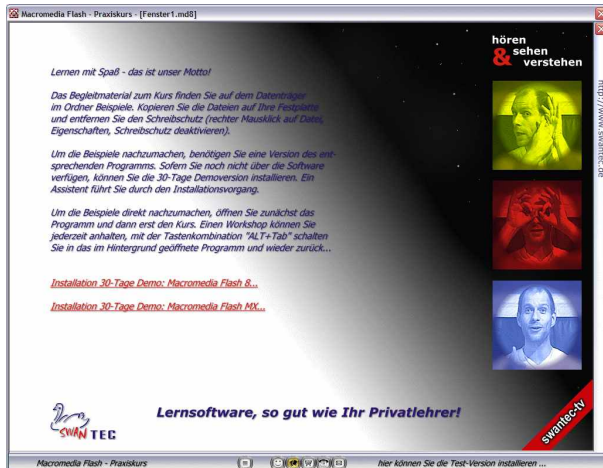 Macromedia Flash - Praxiskurs - [Fenster1.md8]
hören
& sehen
verstehen
http://www.swantec.de
Lernen mit Spaß - das ist unser Motto!
Das Begleitmaterial zum Kurs finden Sie auf dem Datenträger
im Ordner Beispiele. Kopieren Sie die Dateien auf Ihre Festplatte
und entfernen Sie den Schreibschutz (rechter Mausklick auf Datei,
Eigenschaften, Schreibschutz deaktivieren).
Um die Beispiele nachzumachen, benötigen Sie eine Version des ent-
sprechenden Programms. Sofern Sie noch nicht über die Software
verfügen, können Sie die 30-Tage Demoversion installieren. Ein
Assistent führt Sie durch den Installationsvorgang.
Um die Beispiele direkt nachzumachen, öffnen Sie zunächst das
Programm und dann erst den Kurs. Einen Workshop können Sie
jederzeit anhalten, mit der Tastenkombination "ALT+Tab" schalten
Sie in das im Hintergrund geöffnete Programm und wieder zurück...
Installation 30-Tage Demo: Macromedia Flash 8...
Installation 30-Tage Demo: Macromedia Flash MX...
SWAN TEC
Lernsoftware, so gut wie Ihr Privatlehrer!
swantec-tv
Macromedia Flash - Praxiskurs
hier können Sie die Test-Version installieren ...